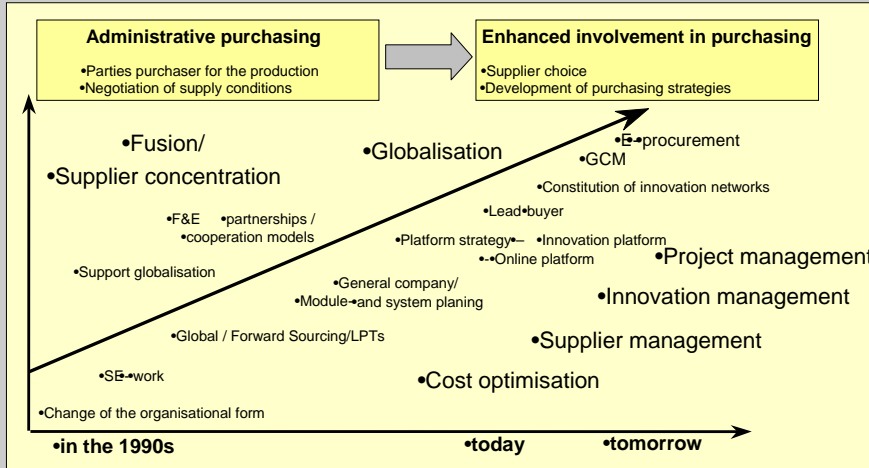 Administrative purchasing
•Parties purchaser for the production
•Negotiation of supply conditions
Enhanced involvement in purchasing
•Supplier choice
•Development of purchasing strategies
•Fusion/
•Supplier concentration
•Globalisation
•E-•procurement
•GCM
•Constitution of innovation networks
•F&E •partnerships /
•cooperation models
•Lead•buyer
•Platform strategy•– •Innovation platform
•-•Online platform
•Project management
•Support globalisation
•General company/
•Module-•and system planing
•Innovation management
•Global / Forward Sourcing/LPTs
•Supplier management
•SE-•work
•Cost optimisation
•Change of the organisational form
•in the 1990s
•today
•tomorrow